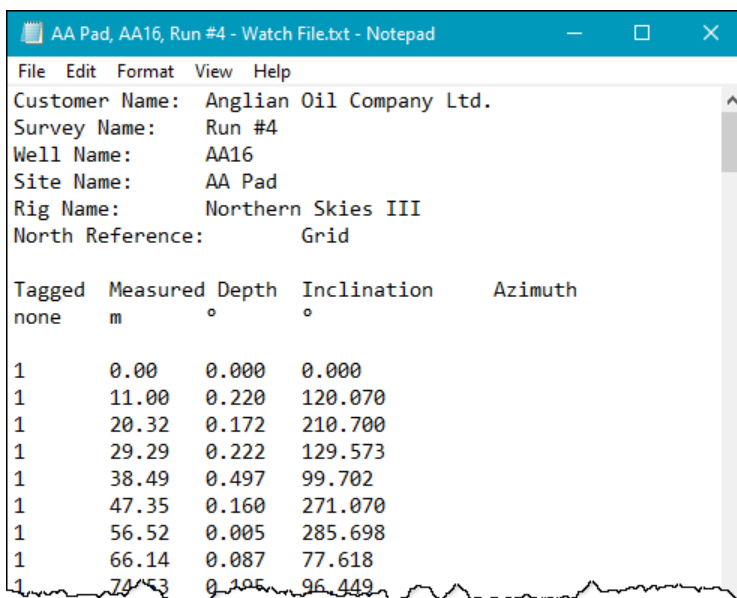 AA Pad, AA16, Run #4 - Watch File.txt - Notepad
File Edit Format View Help
Customer Name: Anglian Oil Company Ltd.
Survey Name: Run #4
Well Name: AA16
Site Name: AA Pad
Rig Name: Northern Skies III
North Reference: Grid
Tagged Measured Depth Inclination Azimuth
none m ° °
1 0.00 0.000 0.000
1 11.00 0.220 120.070
1 20.32 0.172 210.700
1 29.29 0.222 129.573
1 38.49 0.497 99.702
1 47.35 0.160 271.070
1 56.52 0.005 285.698
1 66.14 0.087 77.618
1 74.53 96.449